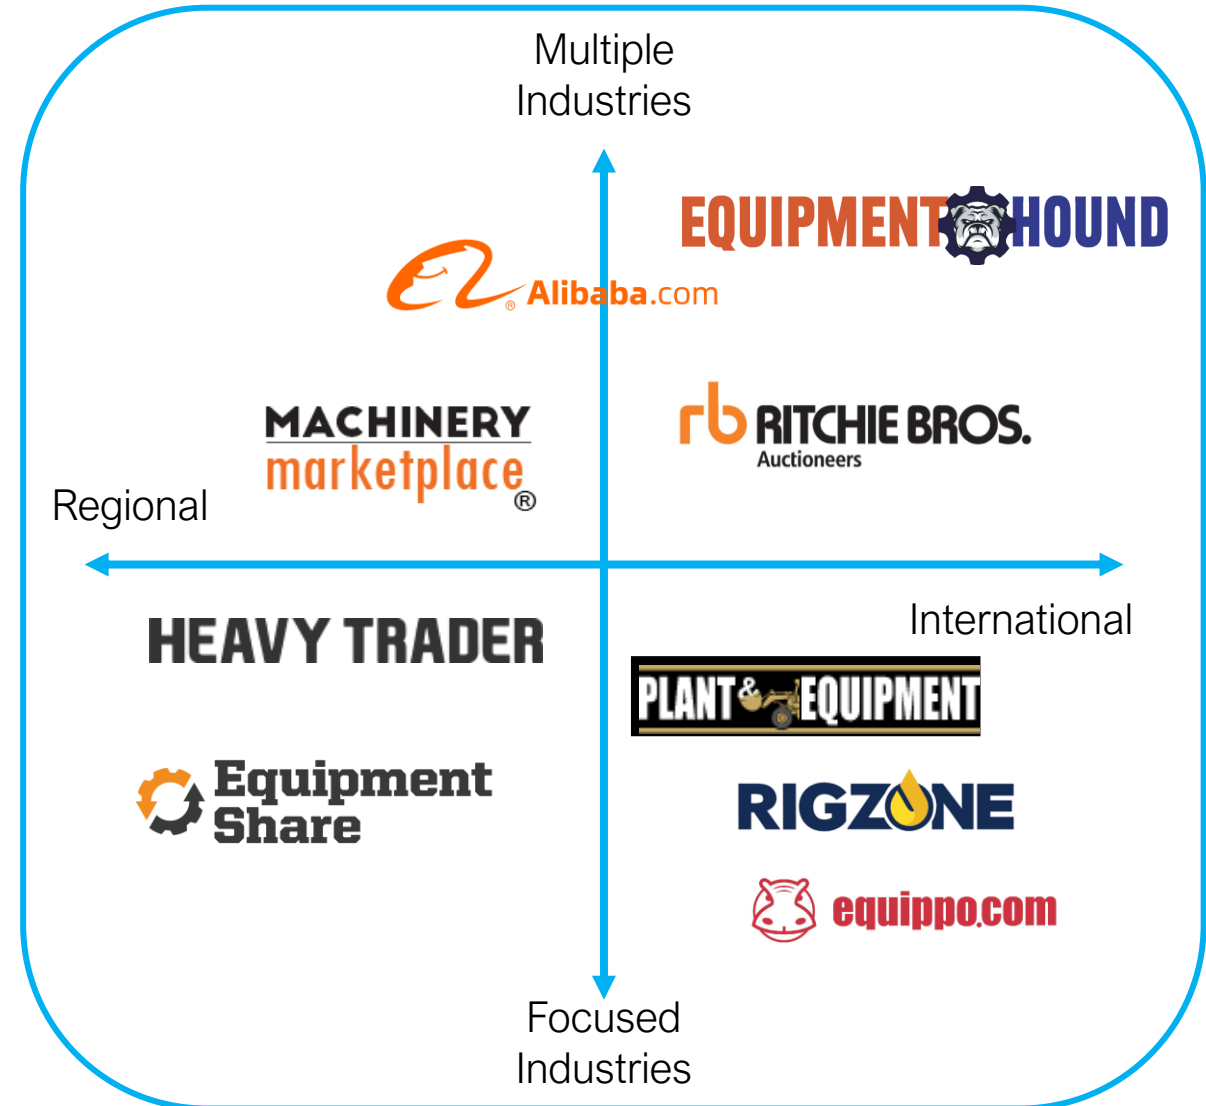 Multiple
Industries
EQUIPMENT HOUND
Alibaba.com
®
MACHINERY
marketplace
®
rb RITCHIE BROS.
Auctioneers
Regional
International
HEAVY TRADER
PLANT & EQUIPMENT
Equipment
Share
RIGZONE
equippo.com
Focused
Industries